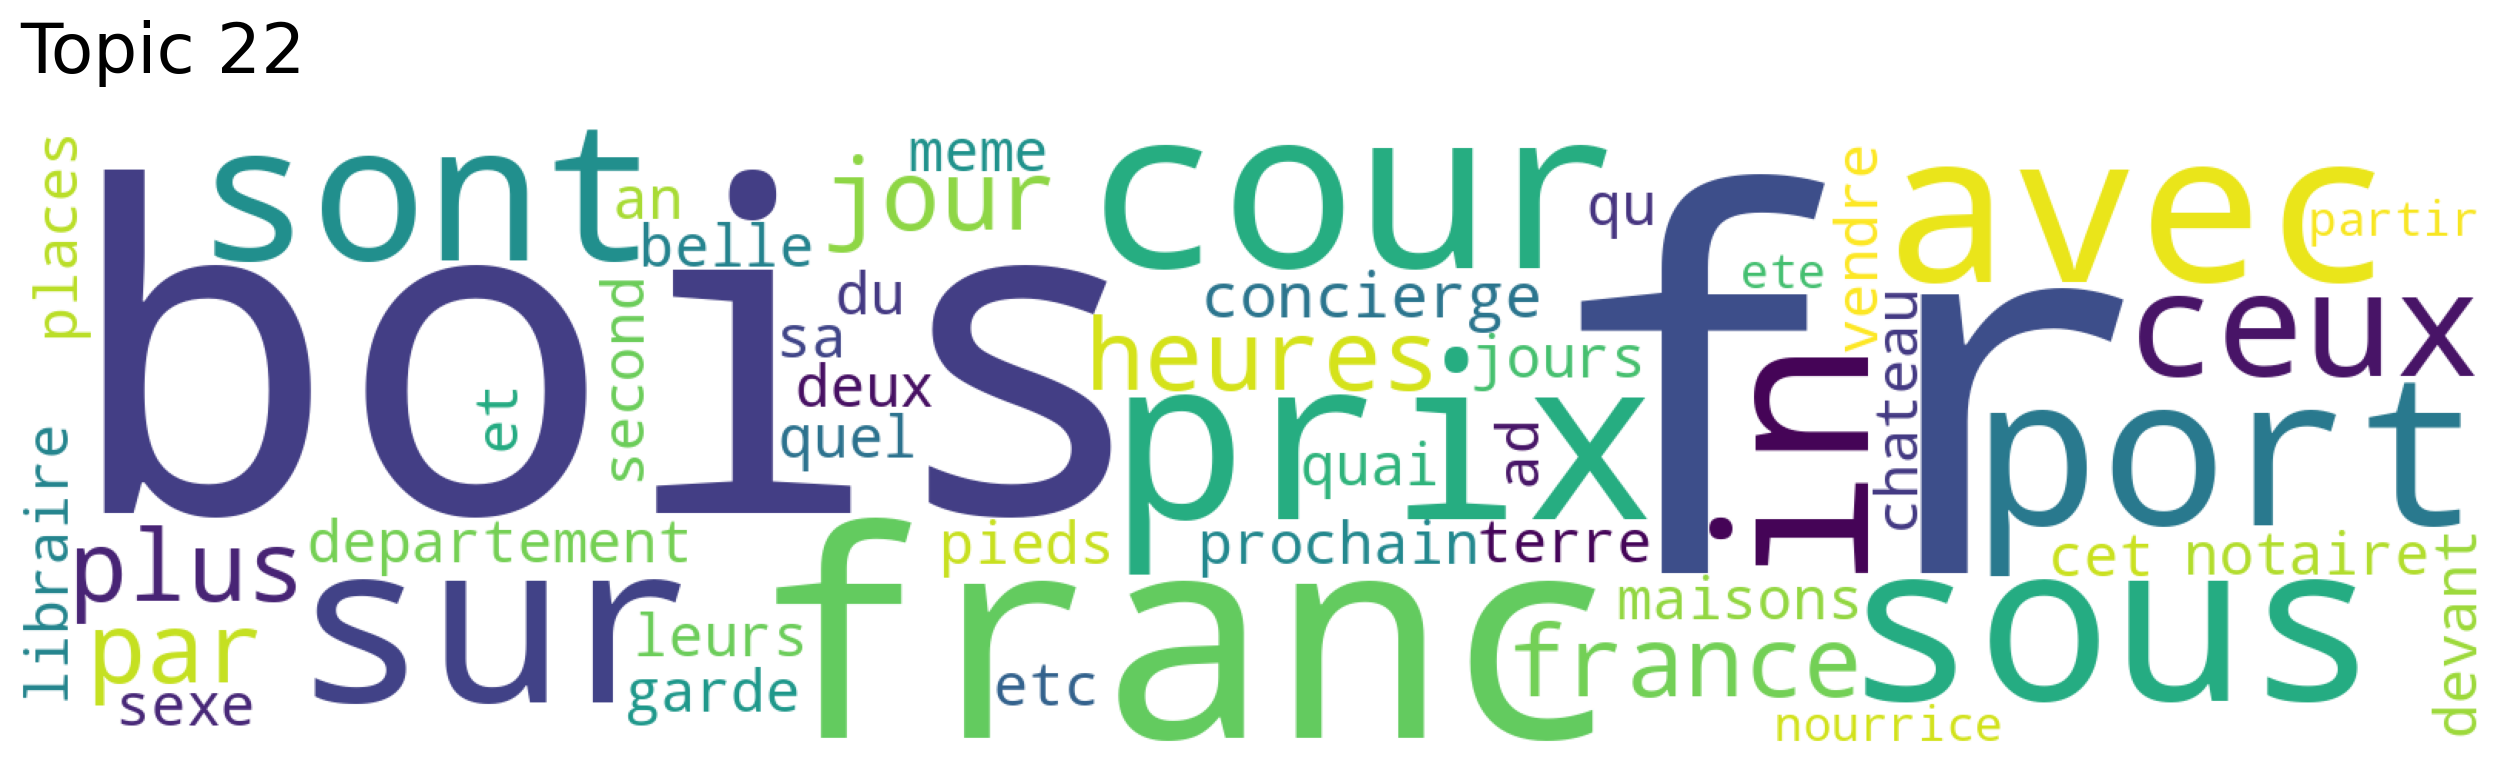 Topic 22
places
sont
an
belle
jour
meme
cour
qu
ete
vendre
avec
partir
bois
et
second
du
sa
deux
quel
concierge
heures
jours
fr
in
chateau
ceux
prix
quai
ad
port
libraire
plus
departement
pieds
prochain
terre
cet
notairet
devant
par
sexe
sur
leurs
garde
franc
etc
maisons
france
sous
nourrice